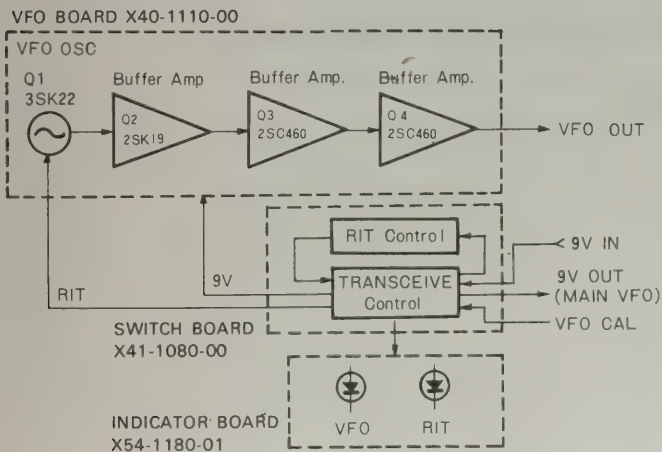 VFO BOARD X40-1110-00
VFO OSC
Q1
3SK22
Buffer Amp
Buffer Amp.
Buffer Amp.
Q2
2SK19
Q3
2SC460
Q4
2SC460
VFO OUT
RIT Control
9V IN
RIT
9V
TRANSCEIVE
Control
9V OUT
(MAIN VFO)
VFO CAL
SWITCH BOARD
X41-1080-00
INDICATOR BOARD
X54-1180-01
VFO
RIT